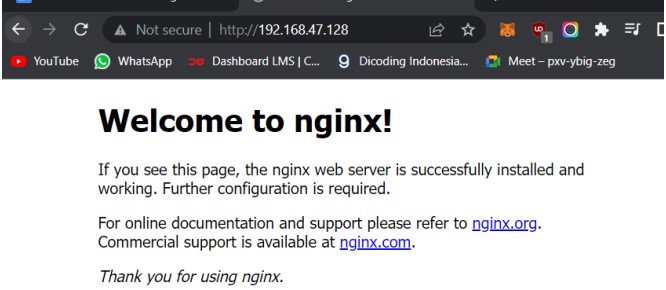 Not secure | http://192.168.47.128
1
YouTube WhatsApp Dashboard LMS | C... Dicoding Indonesia... Meet – pxv-ybig-zeg
Welcome to nginx!
If you see this page, the nginx web server is successfully installed and
working. Further configuration is required.
For online documentation and support please refer to nginx.org.
Commercial support is available at nginx.com.
Thank you for using nginx.